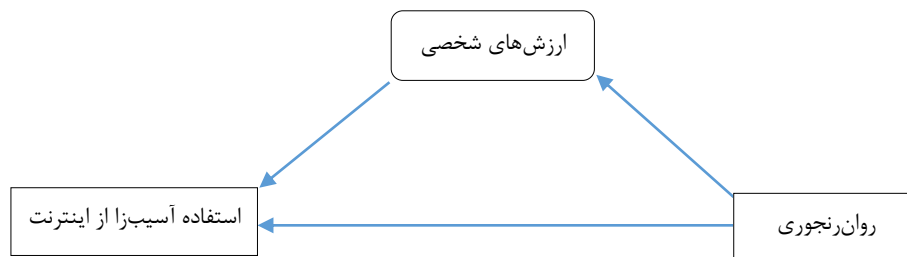 ارزش‌های شخصی
روان‌رنجوری
استفاده آسیب‌زا از اینترنت